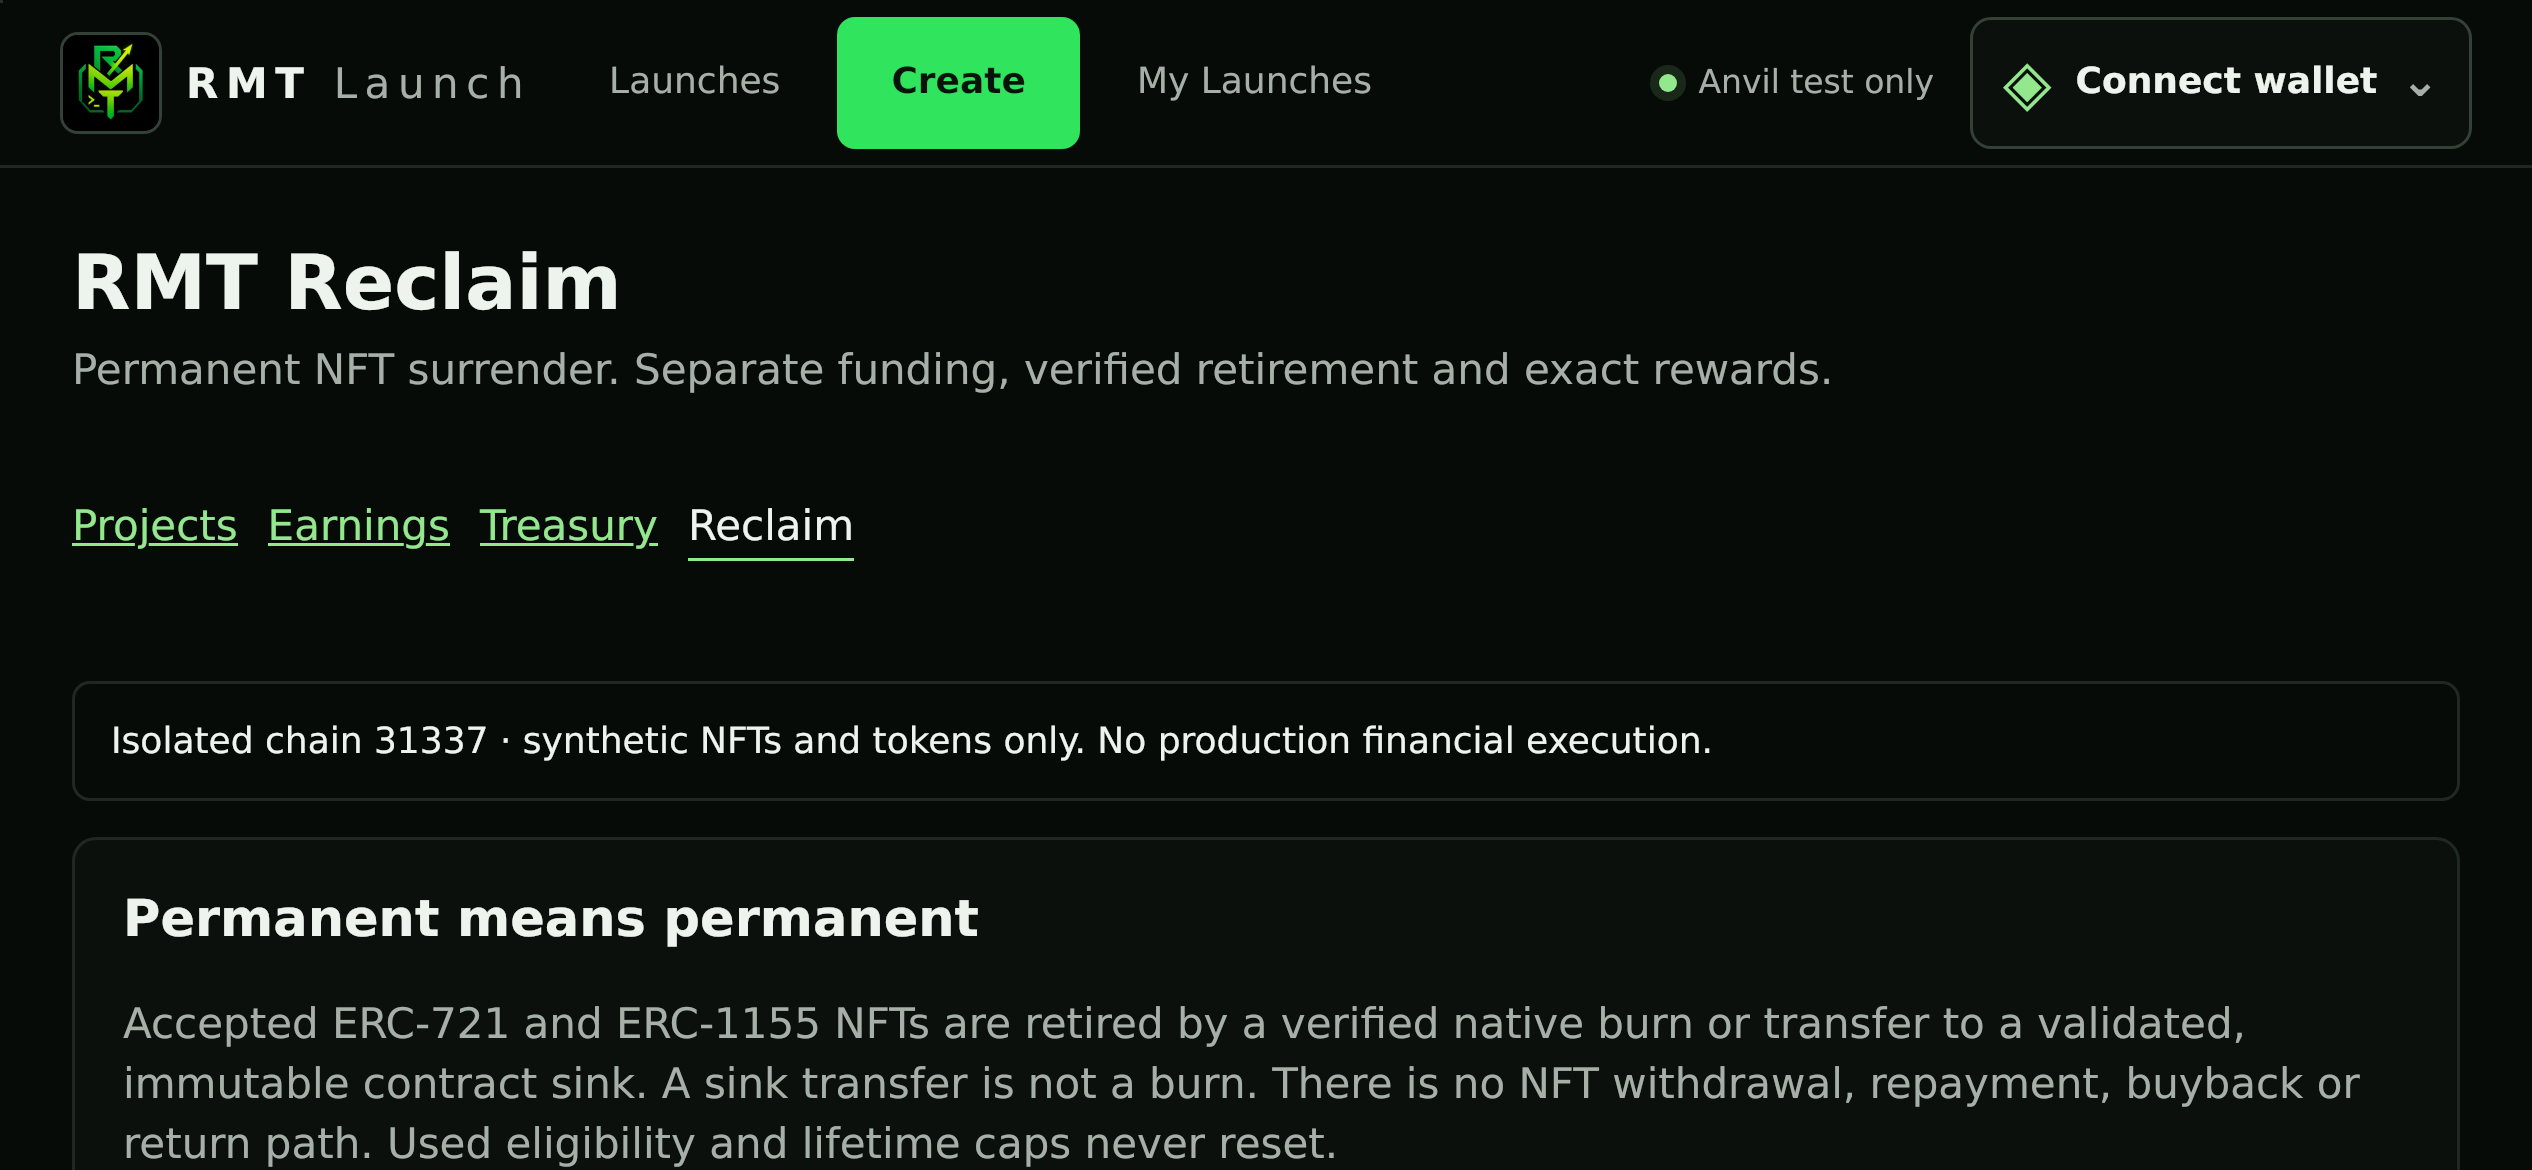 RMT Launch
Launches
Create
My Launches
Anvil test only
Connect wallet
RMT Reclaim
Permanent NFT surrender. Separate funding, verified retirement and exact rewards.
Projects Earnings Treasury Reclaim
Isolated chain 31337 · synthetic NFTs and tokens only. No production financial execution.
Permanent means permanent
Accepted ERC-721 and ERC-1155 NFTs are retired by a verified native burn or transfer to a validated,
immutable contract sink. A sink transfer is not a burn. There is no NFT withdrawal, repayment, buyback or
return path. Used eligibility and lifetime caps never reset.